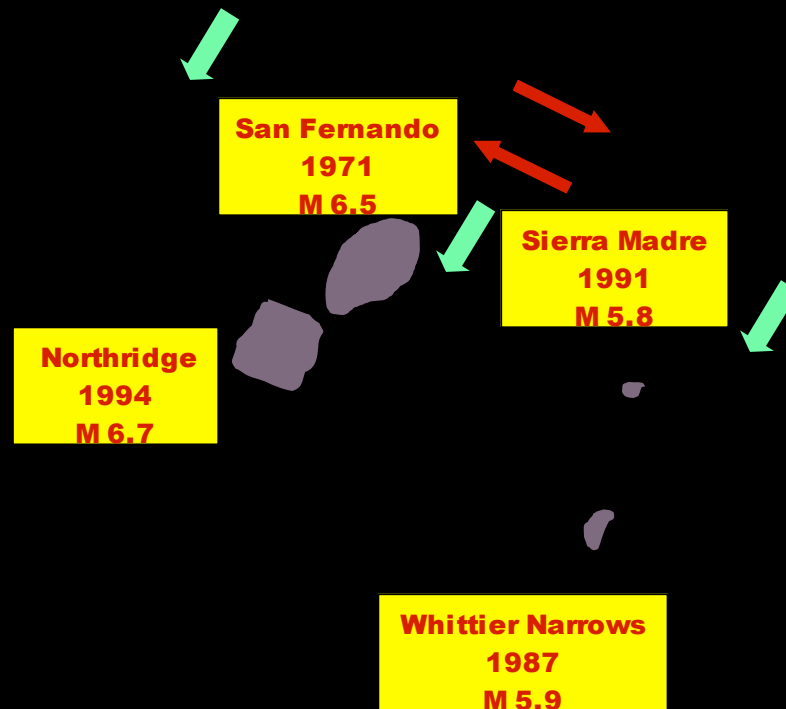 San Fernando
1971
M 6.5
Sierra Madre
1991
M 5.8
Northridge
1994
M 6.7
Whittier Narrows
1987
M 5.9